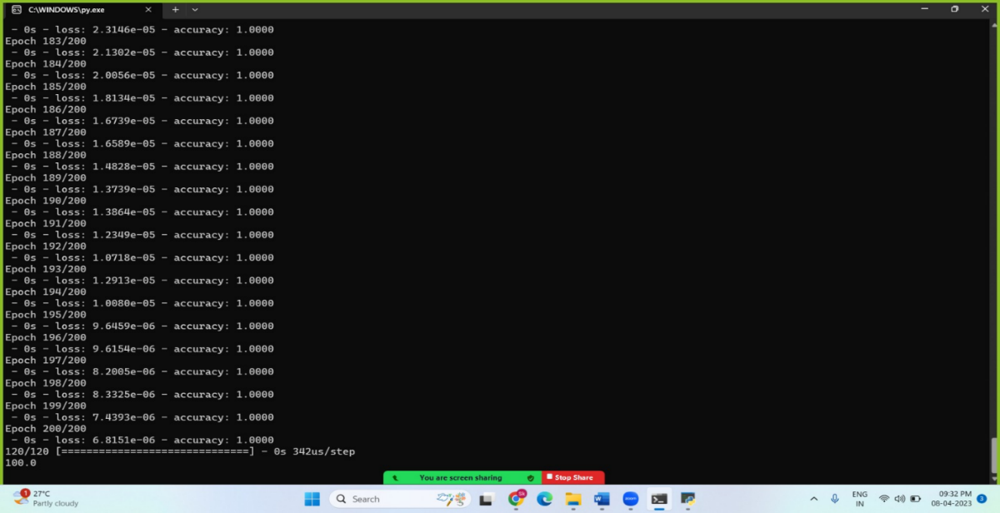 C:\WINDOWS\py.exe
- 0s - loss: 2.3146e-05 - accuracy: 1.0000
Epoch 183/200
- 0s - loss: 2.1302e-05 - accuracy: 1.0000
Epoch 184/200
- 0s - loss: 2.0056e-05 - accuracy: 1.0000
Epoch 185/200
- 0s - loss: 1.8134e-05 - accuracy: 1.0000
Epoch 186/200
- 0s - loss: 1.6739e-05 - accuracy: 1.0000
Epoch 187/200
- 0s - loss: 1.6589e-05 - accuracy: 1.0000
Epoch 188/200
- 0s - loss: 1.4828e-05 - accuracy: 1.0000
Epoch 189/200
- 0s - loss: 1.3739e-05 - accuracy: 1.0000
Epoch 190/200
- 0s - loss: 1.3864e-05 - accuracy: 1.0000
Epoch 191/200
- 0s - loss: 1.2349e-05 - accuracy: 1.0000
Epoch 192/200
- 0s - loss: 1.0718e-05 - accuracy: 1.0000
Epoch 193/200
- 0s - loss: 1.2913e-05 - accuracy: 1.0000
Epoch 194/200
- 0s - loss: 1.0080e-05 - accuracy: 1.0000
Epoch 195/200
- 0s - loss: 9.6459e-06 - accuracy: 1.0000
Epoch 196/200
- 0s - loss: 9.6154e-06 - accuracy: 1.0000
Epoch 197/200
- 0s - loss: 8.2005e-06 - accuracy: 1.0000
Epoch 198/200
- 0s - loss: 8.3325e-06 - accuracy: 1.0000
Epoch 199/200
- 0s - loss: 7.4393e-06 - accuracy: 1.0000
Epoch 200/200
- 0s - loss: 6.8151e-06 - accuracy: 1.0000
120/120 [==============================] - 0s 342us/step
100.0
You are screen sharing Stop Share
1
27°C
Partly cloudy
Search
zoom
ENG
IN
09:32 PM
08-04-2023
3